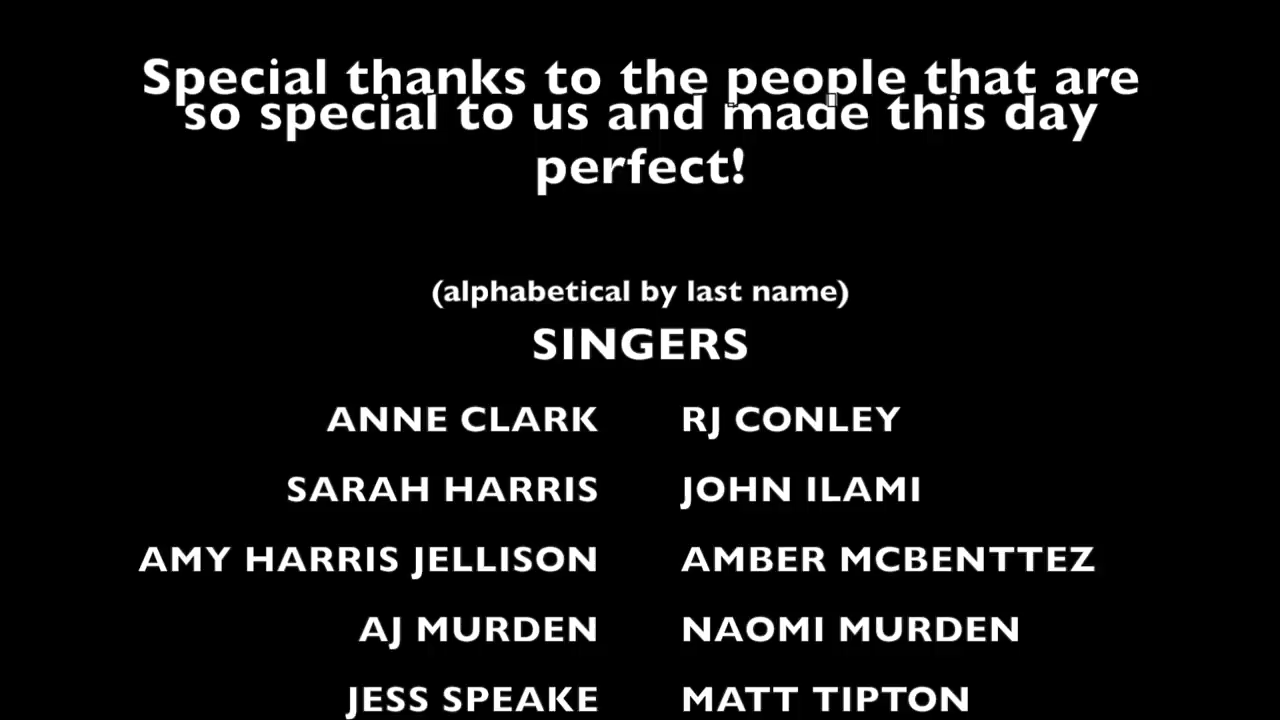 Special thanks to the people that are
so special to us and made this day
perfect!
(alphabetical by last name)
SINGERS
ANNE CLARK RJ CONLEY
SARAH HARRIS JOHN ILAMI
AMY HARRIS JELLISON AMBER MCBENTTEZ
AJ MURDEN NAOMI MURDEN
JESS SPEAKE MATT TIPTON